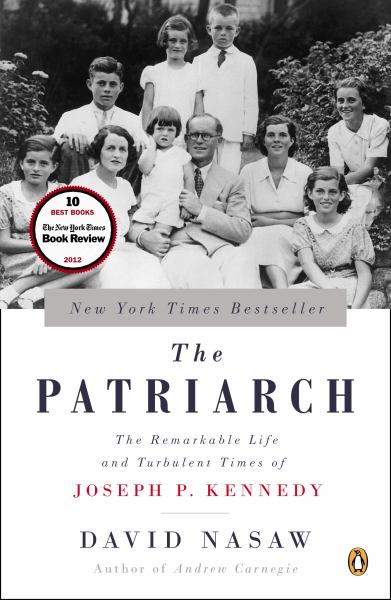 10
BEST BOOKS
The New York Times
Book Review
2012
New York Times Bestseller
The
PATRIARCH
The Remarkable Life
and Turbulent Times of
JOSEPH P. KENNEDY
DAVID NASAW
Author of Andrew Carnegie